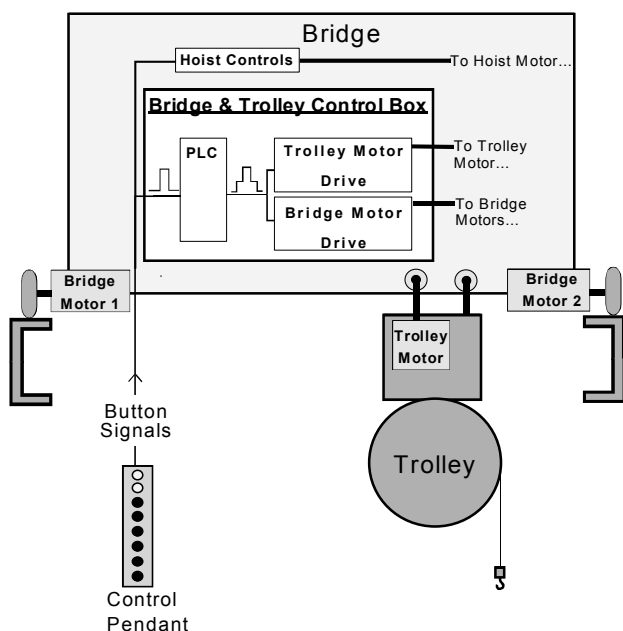 Bridge
Hoist Controls
To Hoist Motor...
Bridge & Trolley Control Box
PLC
Trolley Motor
Drive
To Trolley
Motor...
Bridge Motor
Drive
To Bridge
Motors...
Bridge
Motor 1
Bridge
Motor 2
Trolley
Motor
Button
Signals
Trolley
Control
Pendant